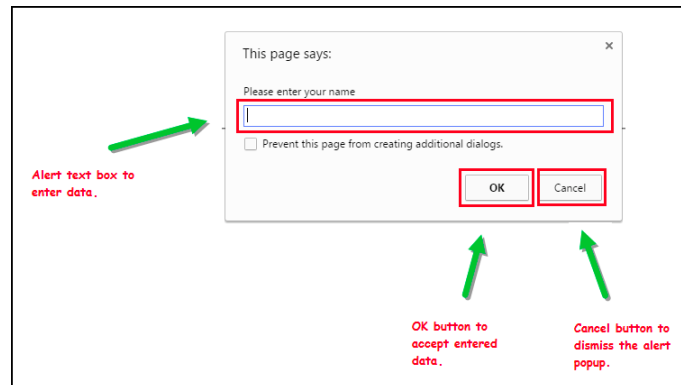 This page says:
×
Please enter your name
Prevent this page from creating additional dialogs.
OK
Cancel
Alert text box to
enter data.
OK button to
accept entered
data.
Cancel button to
dismiss the alert
popup.